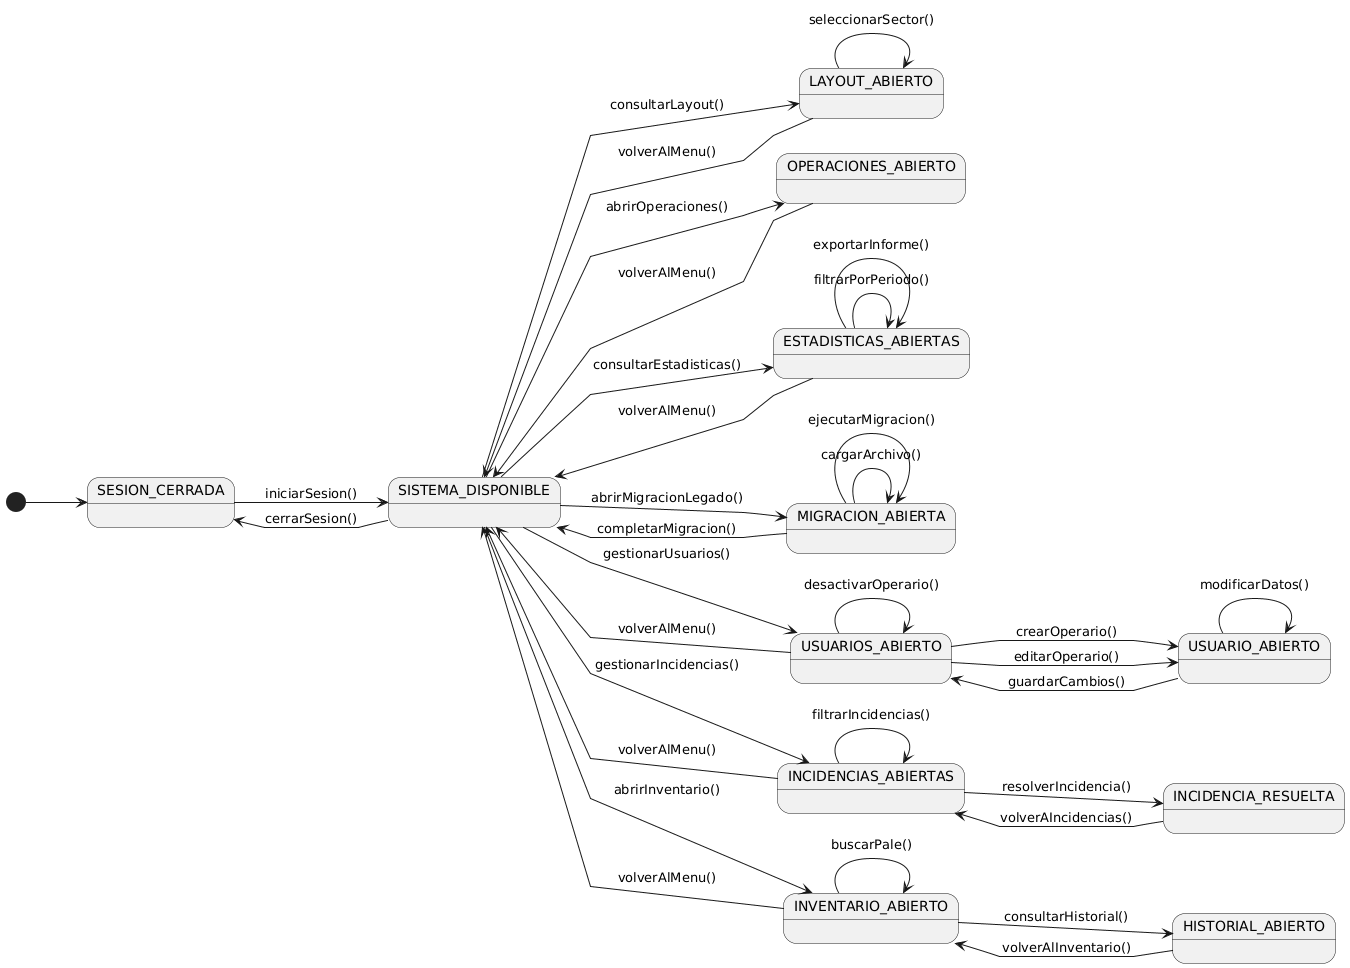 seleccionarSector()
LAYOUT_ABIERTO
consultarLayout()
volverAlMenu()
OPERACIONES_ABIERTO
abrirOperaciones()
volverAlMenu()
exportarInforme()
filtrarPorPeriodo()
ESTADISTICAS_ABIERTAS
consultarEstadisticas()
volverAlMenu()
ejecutarMigracion()
cargarArchivo()
SESION_CERRADA
iniciarSesion()
cerrarSesion()
SISTEMA_DISPONIBLE
abrirMigracionLegado()
MIGRACION_ABIERTA
completarMigracion()
gestionarUsuarios()
desactivarOperario()
modificarDatos()
volverAlMenu()
USUARIOS_ABIERTO
crearOperario()
editarOperario()
guardarCambios()
USUARIO_ABIERTO
gestionarIncidencias()
filtrarIncidencias()
volverAlMenu()
INCIDENCIAS_ABIERTAS
resolverIncidencia()
volverAIncidencias()
INCIDENCIA_RESUELTA
abrirInventario()
buscarPale()
volverAlMenu()
INVENTARIO_ABIERTO
consultarHistorial()
volverAlInventario()
HISTORIAL_ABIERTO